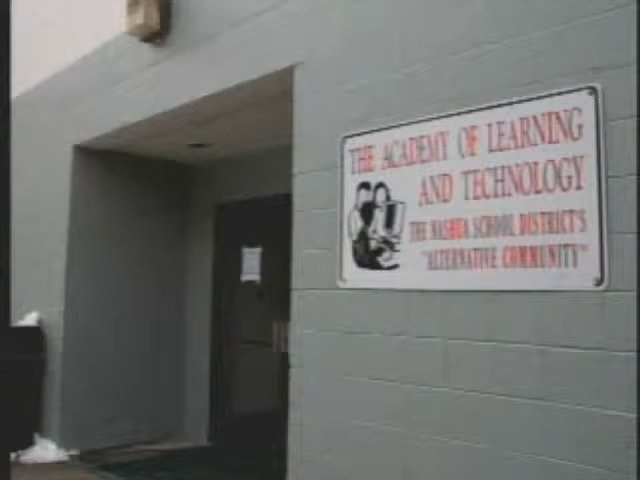 THE ACADEMY OF LEARNING
AND TECHNOLOGY
THE NASHUA SCHOOL DISTRICT'S
"ALTERNATIVE COMMUNITY"